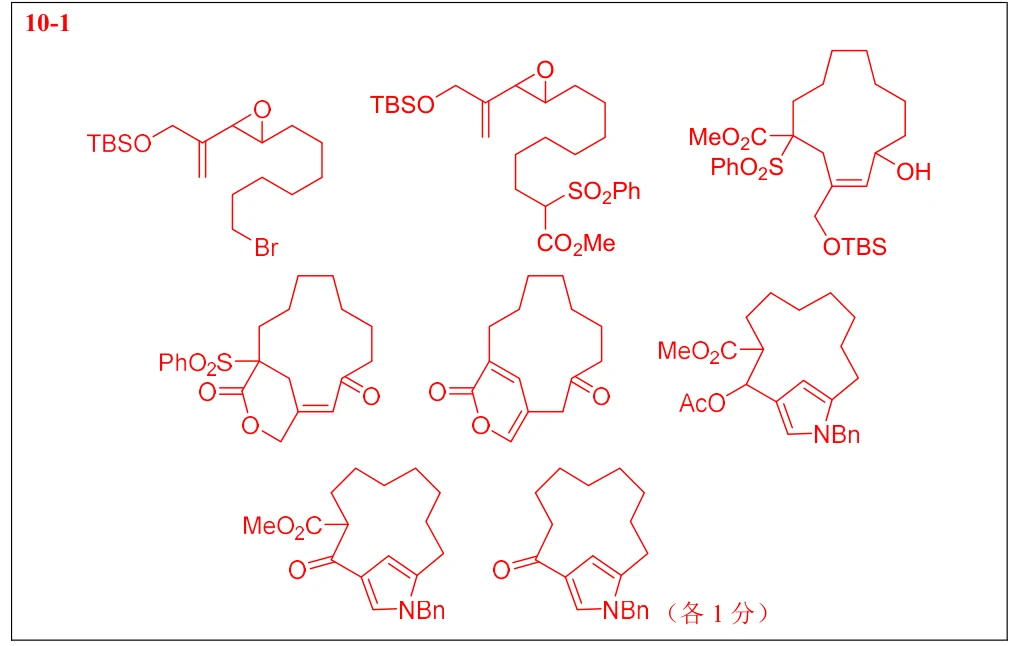 10-1
TBSO O Br
TBSO O SO₂Ph CO₂Me
MeO₂C PhO₂S OH OTBS
PhO₂S O O O
O O O
MeO₂C AcO NBn
MeO₂C O NBn
O NBn (各 1 分)